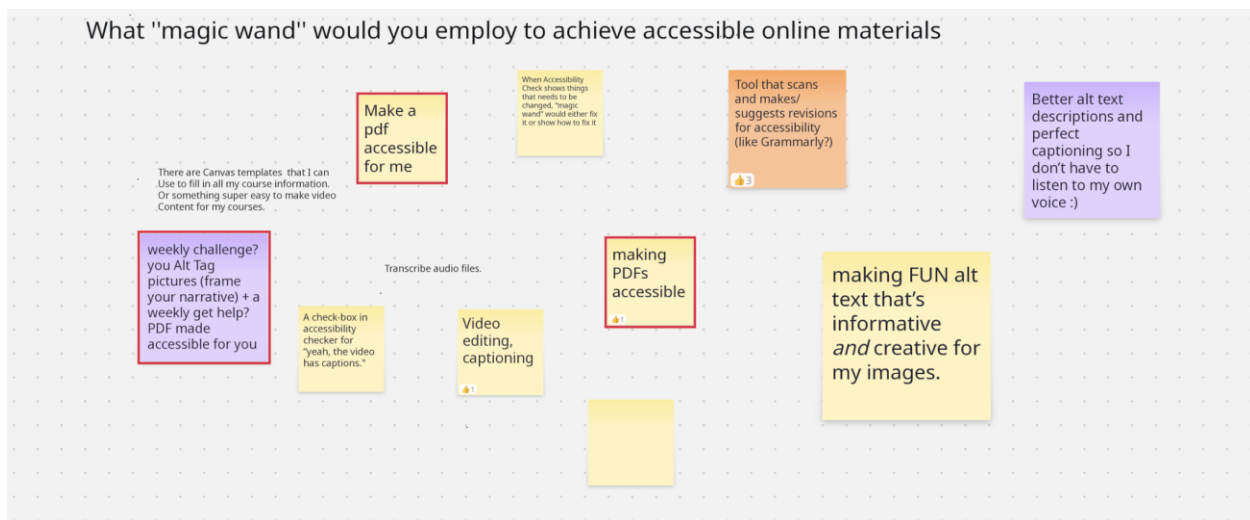 What "magic wand" would you employ to achieve accessible online materials
Make a
pdf
accessible
for me
When Accessibility
Check shows things
that needs to be
changed, "magic
wand" would either fix
it or show how to fix it
Tool that scans
and makes/
suggests revisions
for accessibility
(like Grammarly?)
👍3
Better alt text
descriptions and
perfect
captioning so I
don't have to
listen to my own
voice :)
There are Canvas templates that I can
Use to fill in all my course information.
Or something super easy to make video
Content for my courses.
weekly challenge?
you Alt Tag
pictures (frame
your narrative) + a
weekly get help?
PDF made
accessible for you
Transcribe audio files.
A check-box in
accessibility
checker for
"yeah, the video
has captions."
Video
editing,
captioning
👍1
making
PDFs
accessible
👍1
making FUN alt
text that's
informative
and creative for
my images.